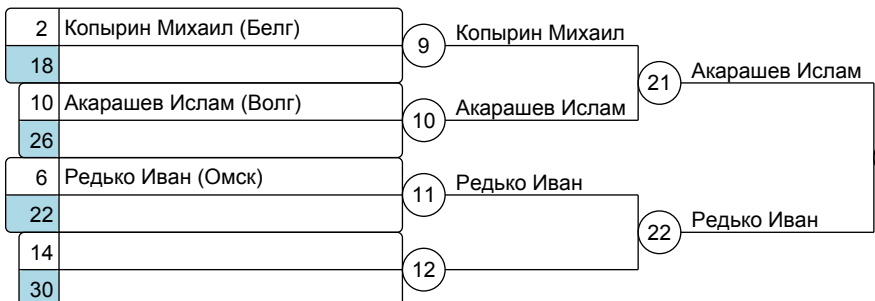 2 Копырин Михаил (Белг)
18
9 Копырин Михаил
10 Акарашев Ислам (Волг)
26
10 Акарашев Ислам
21 Акарашев Ислам
6 Редько Иван (Омск)
22
11 Редько Иван
14
30
12
22 Редько Иван